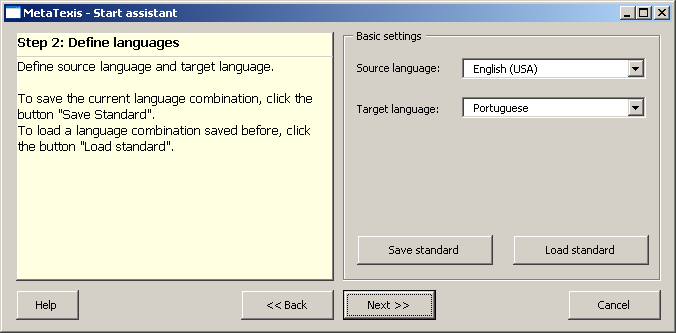 MetaTexis - Start assistant
Step 2: Define languages
Define source language and target language.
To save the current language combination, click the
button "Save Standard".
To load a language combination saved before, click
the button "Load standard".
Basic settings
Source language: English (USA)
Target language: Portuguese
Save standard Load standard
Help << Back Next >> Cancel